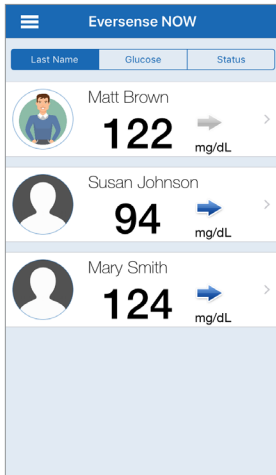 Eversense NOW
Last Name Glucose Status
Matt Brown
122
mg/dL
Susan Johnson
94
mg/dL
Mary Smith
124
mg/dL